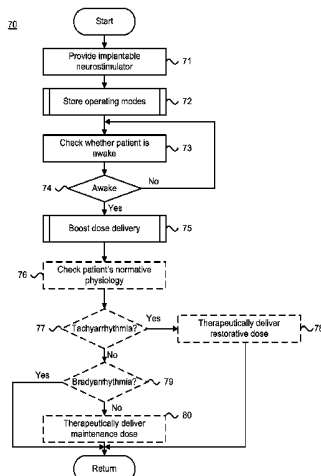 70
Start
Provide implantable
neurostimulator
71
Store operating modes
72
Check whether patient is
awake
73
74
Awake
No
Yes
Boost dose delivery
75
76
Check patient's normative
physiology
77
Tachyarrhythmia?
Yes
Therapeutically deliver
restorative dose
78
No
Yes
Bradyarrhythmia?
79
No
80
Therapeutically deliver
maintenance dose
Return